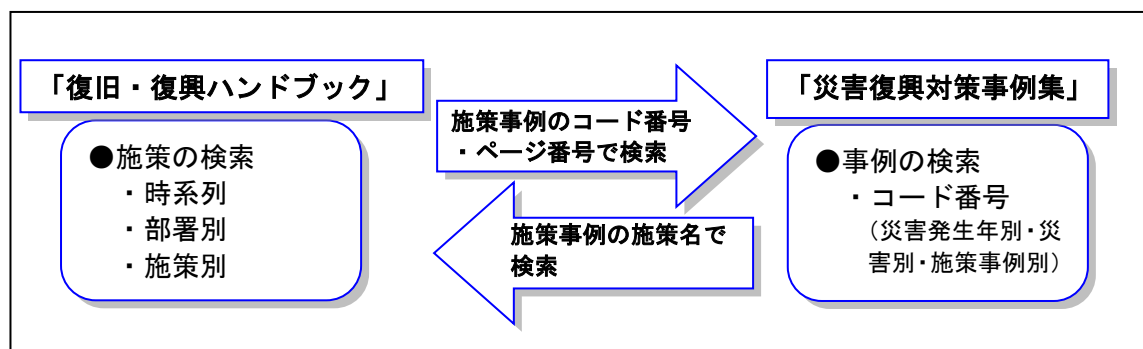 「復旧・復興ハンドブック」
●施策の検索
・時系列
・部署別
・施策別
施策事例のコード番号
・ページ番号で検索
施策事例の施策名で
検索
「災害復興対策事例集」
●事例の検索
・コード番号
（災害発生年別・災
害別・施策事例別）